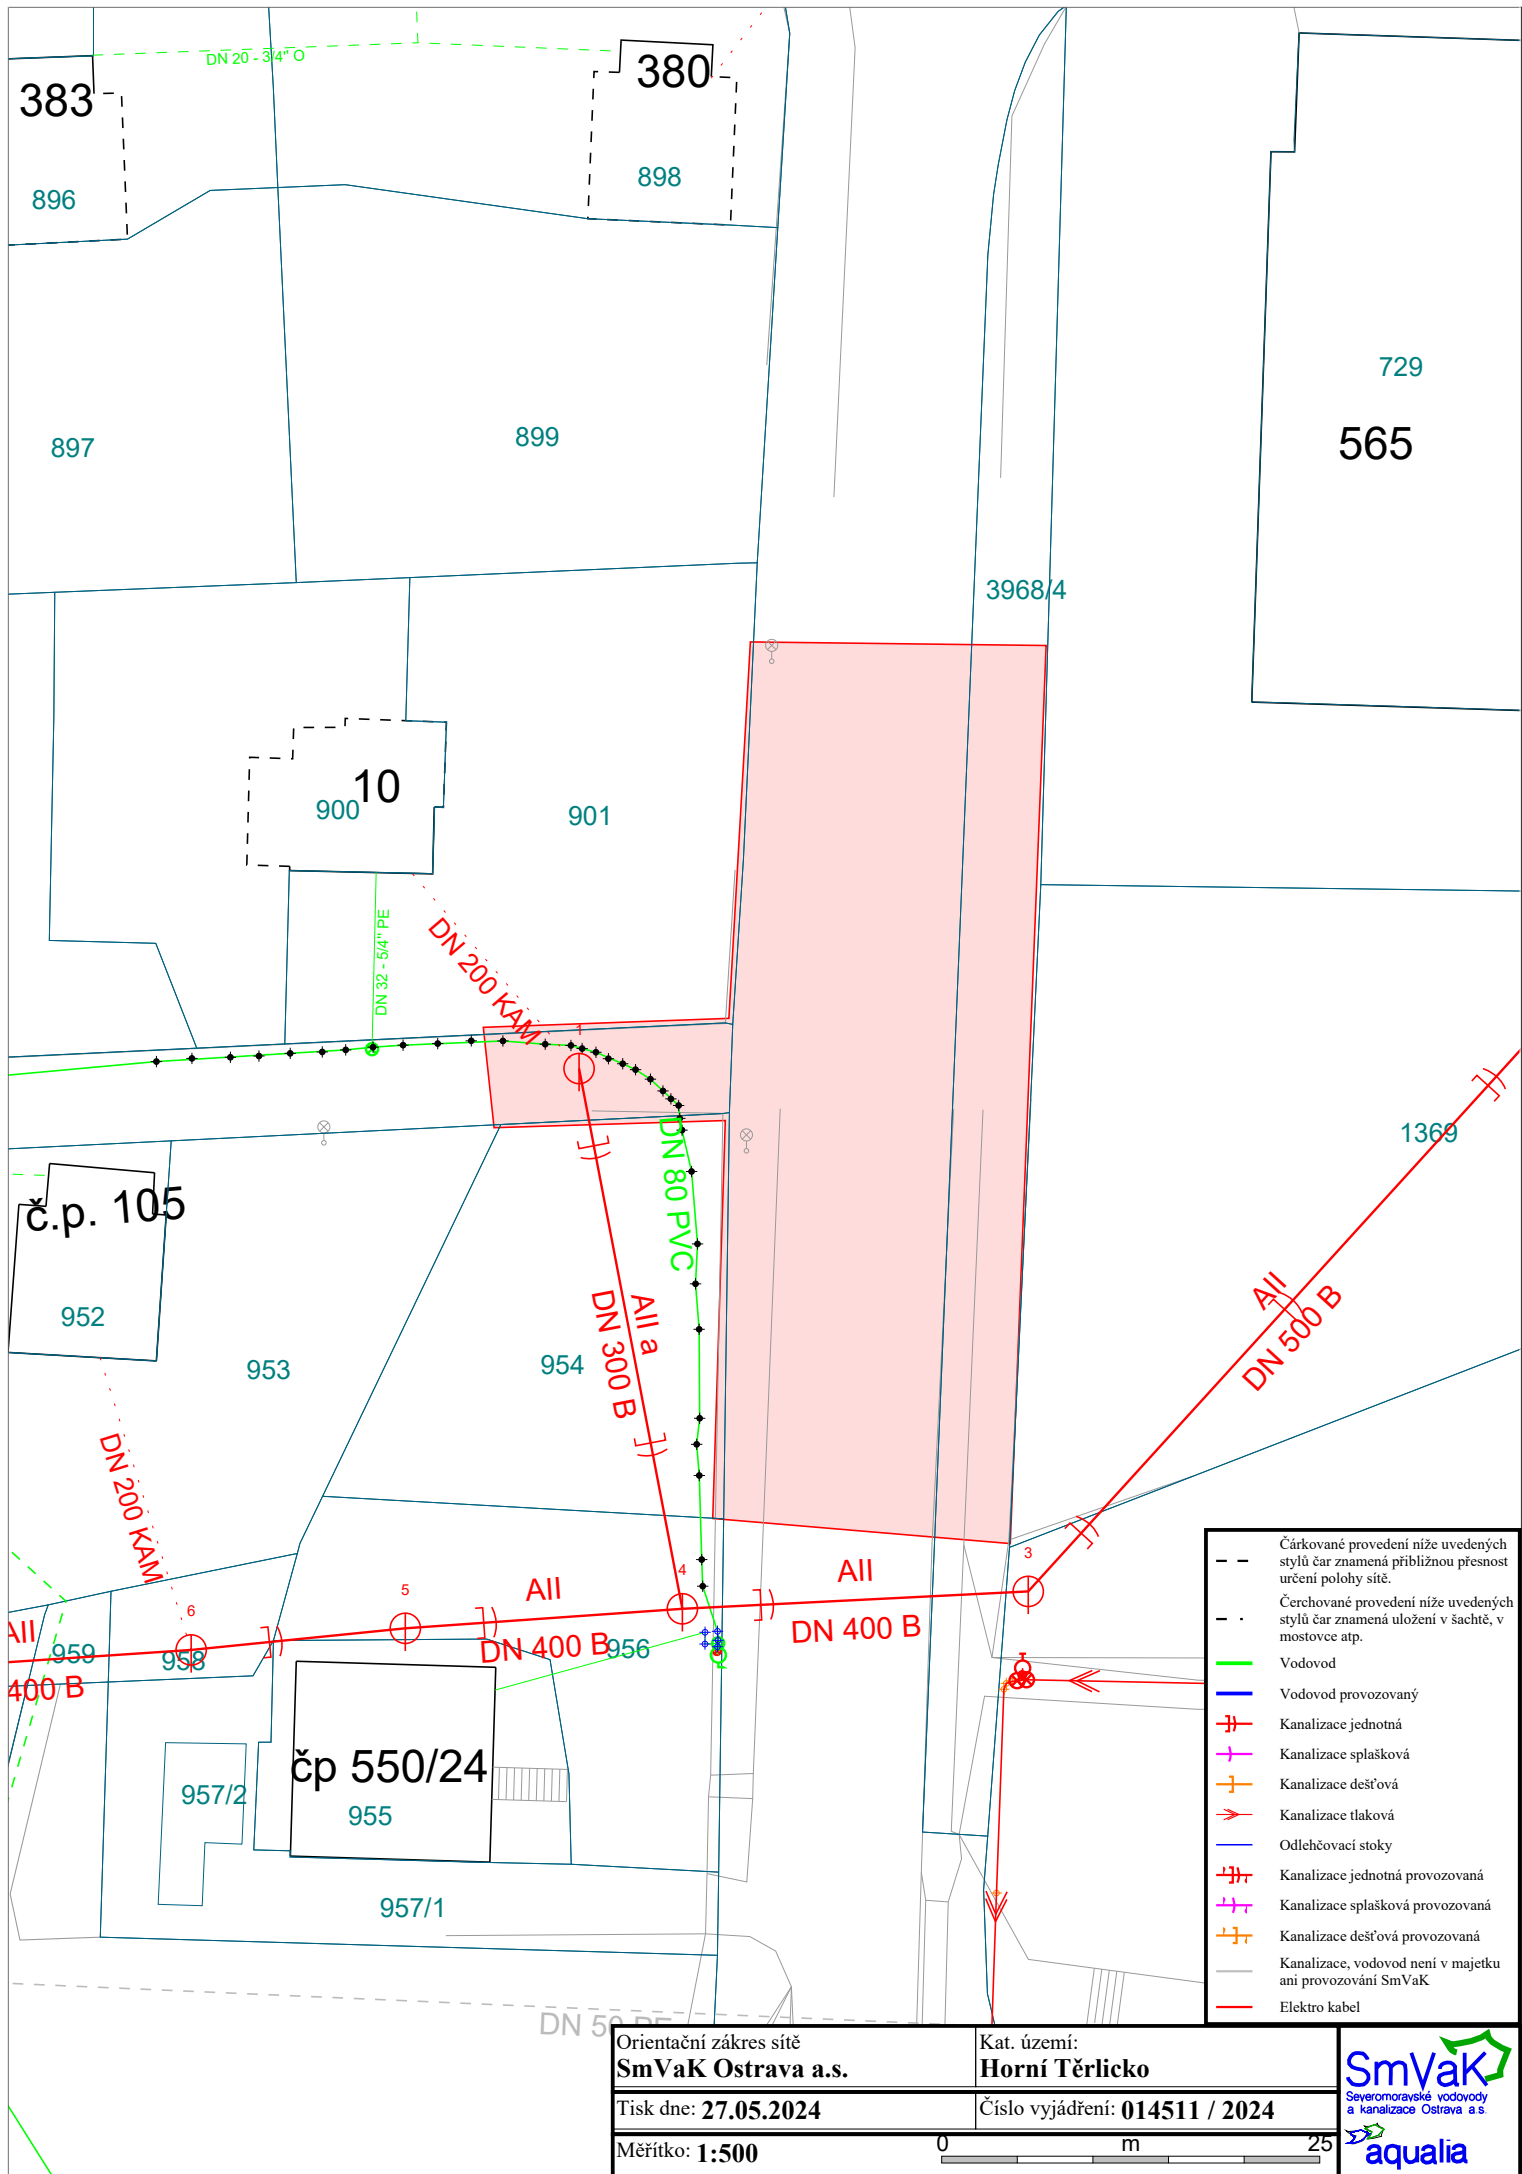 DN 20 - 3/4" O
383
380
896
898
897
899
729
565
3968/4
10
900
901
DN 32 - 5/4" PE
DN 200 KAM
1
DN 80 PVC
1369
č.p. 105
952
953
954
AII a
DN 300 B
AII
DN 500 B
DN 200 KAM
3
4
5
6
AII
AII
AII
DN 400 B
DN 400 B
400 B
959
958
956
čp 550/24
957/2
955
957/1
Čárkované provedení níže uvedených
stylů čar znamená přibližnou přesnost
určení polohy sítě.
Čerchované provedení níže uvedených
stylů čar znamená uložení v šachtě, v
mostovce atp.
Vodovod
Vodovod provozovaný
Kanalizace jednotná
Kanalizace splašková
Kanalizace dešťová
Kanalizace tlaková
Odlehčovací stoky
Kanalizace jednotná provozovaná
Kanalizace splašková provozovaná
Kanalizace dešťová provozovaná
Kanalizace, vodovod není v majetku
ani provozování SmVaK
Elektro kabel
DN 50 PE
Orientační zákres sítě
SmVaK Ostrava a.s.
Kat. území:
Horní Těrlicko
Tisk dne: 27.05.2024
Číslo vyjádření: 014511 / 2024
Měřítko: 1:500
0 m 25
SmVaK
Severomoravské vodovody
a kanalizace Ostrava a.s.
aqualia